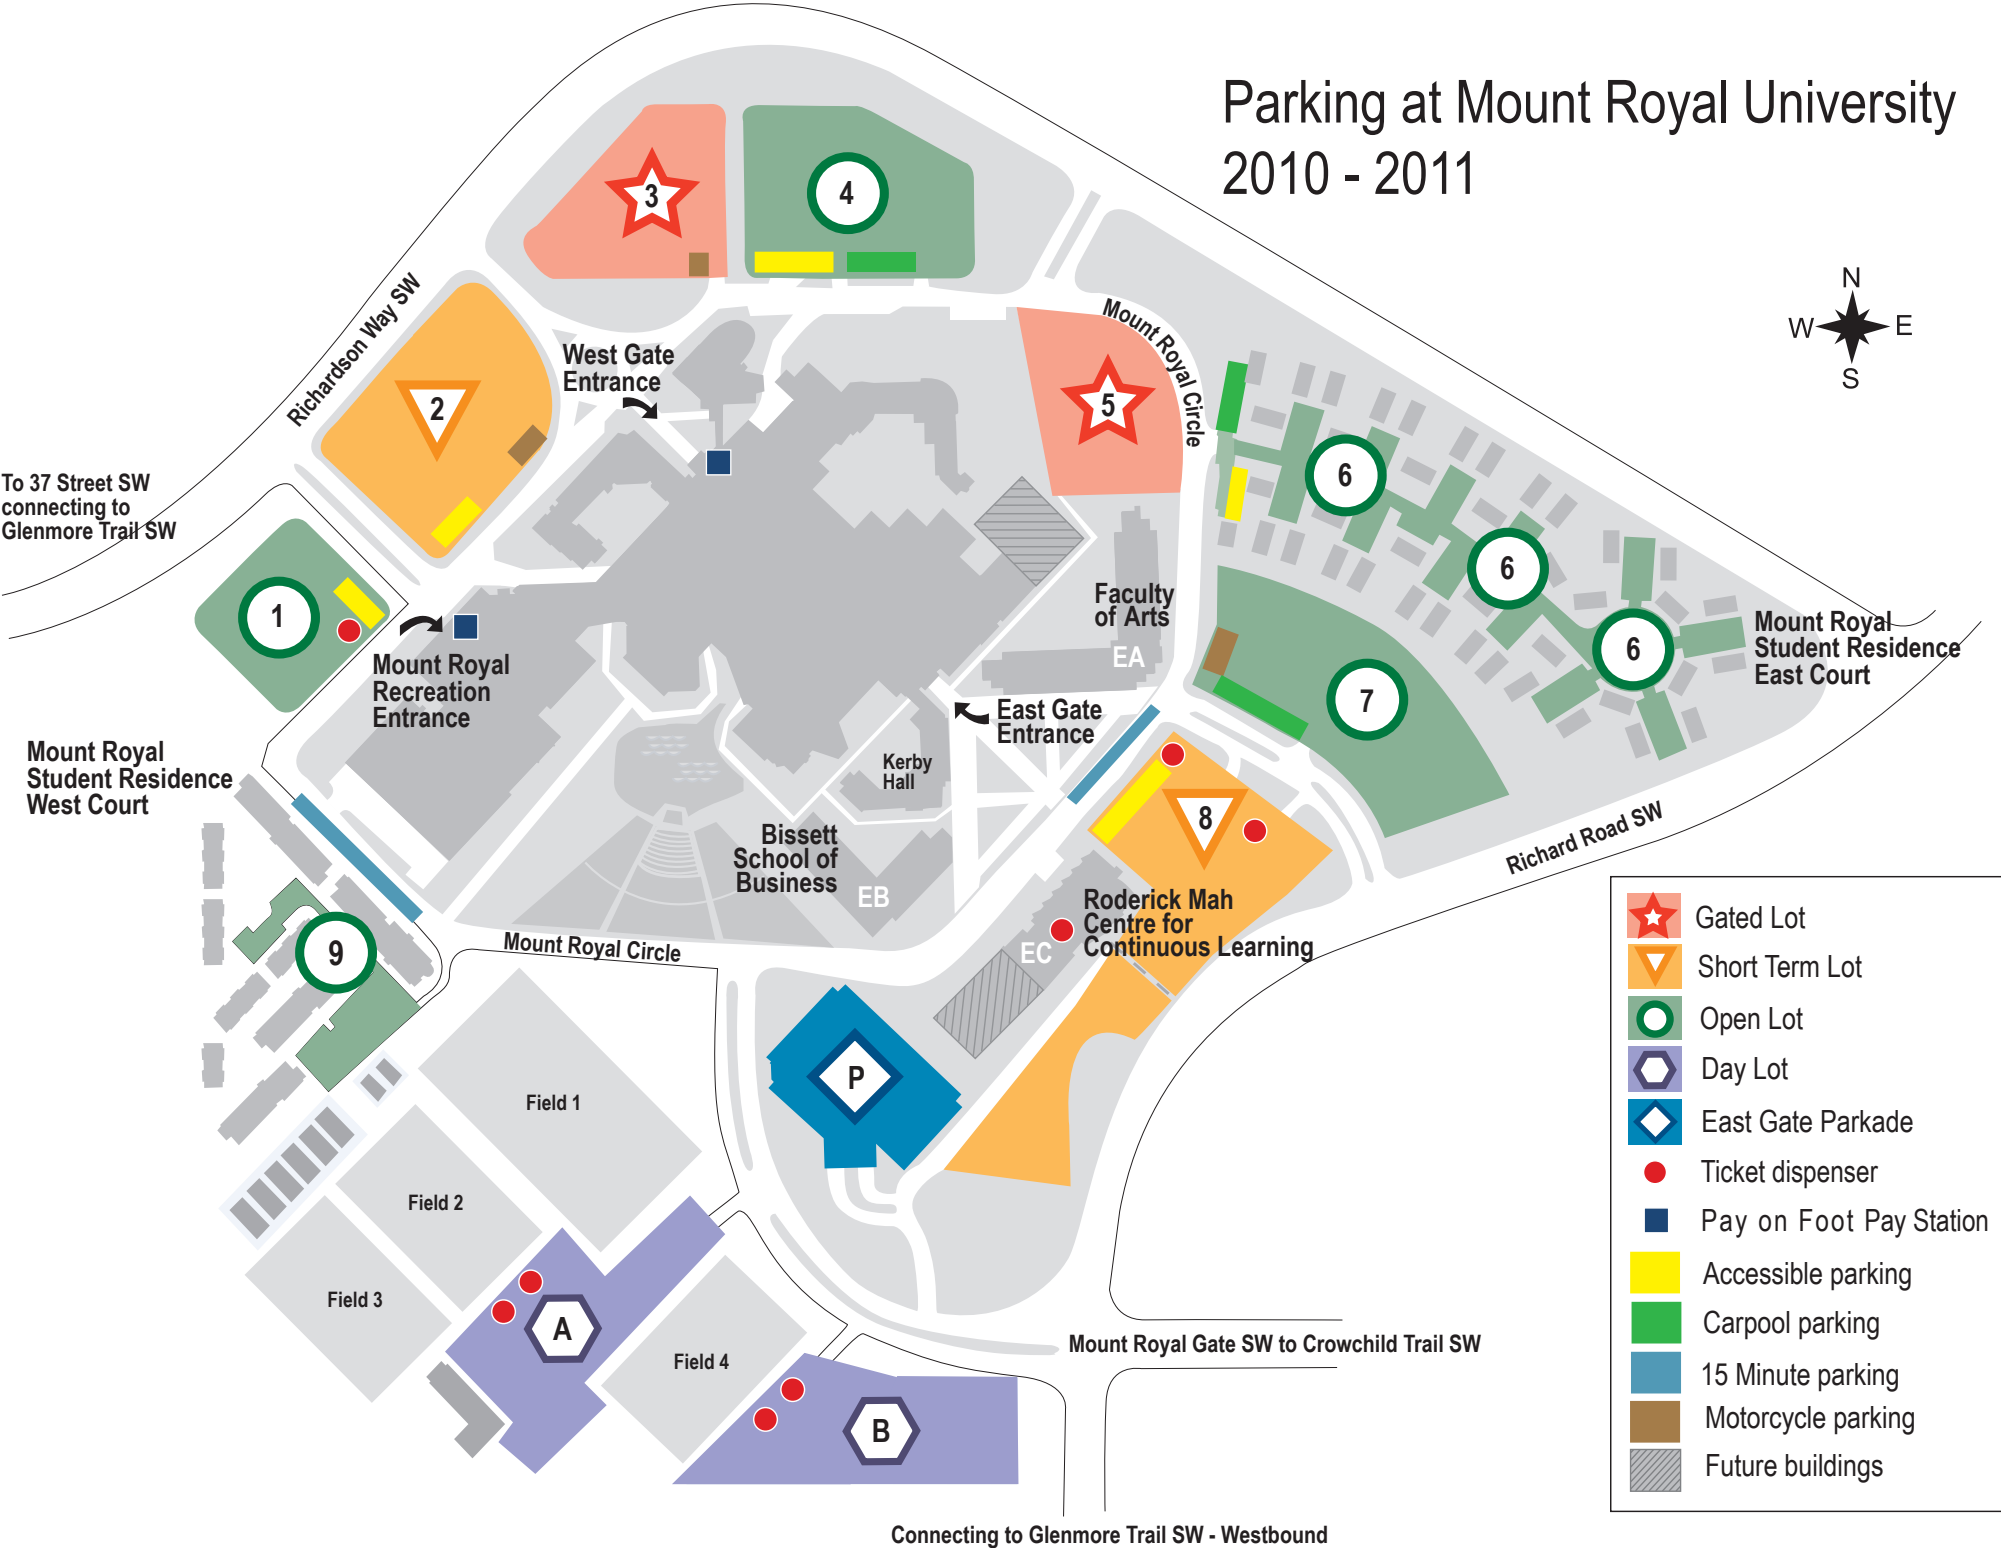 Parking at Mount Royal University
2010 - 2011
N
W
E
S
3
4
Richardson Way SW
West Gate
Entrance
Mount Royal Circle
2
5
6
To 37 Street SW
connecting to
Glenmore Trail SW
6
1
Faculty
of Arts
EA
6
Mount Royal
Student Residence
East Court
Mount Royal
Recreation
Entrance
7
East Gate
Entrance
Mount Royal
Student Residence
West Court
Kerby
Hall
8
Richard Road SW
Bissett
School of
Business
EB
Roderick Mah
Centre for
Continuous Learning
EC
9
Mount Royal Circle
P
Field 1
Field 2
Field 3
A
Field 4
B
Mount Royal Gate SW to Crowchild Trail SW
Connecting to Glenmore Trail SW - Westbound
Gated Lot
Short Term Lot
Open Lot
Day Lot
East Gate Parkade
Ticket dispenser
Pay on Foot Pay Station
Accessible parking
Carpool parking
15 Minute parking
Motorcycle parking
Future buildings